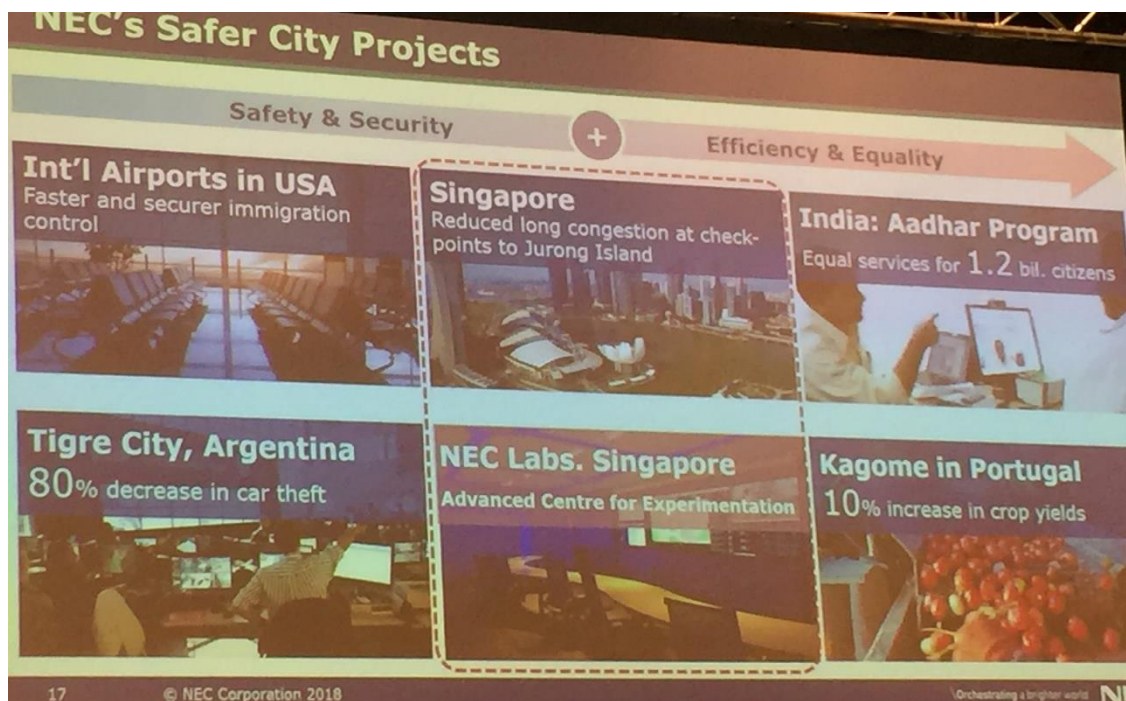 NEC's Safer City Projects
Safety & Security
+
Efficiency & Equality
Int'l Airports in USA
Faster and securer immigration
control
Singapore
Reduced long congestion at check-
points to Jurong Island
India: Aadhar Program
Equal services for 1.2 bil. citizens
Tigre City, Argentina
80% decrease in car theft
NEC Labs. Singapore
Advanced Centre for Experimentation
Kagome in Portugal
10% increase in crop yields
17
© NEC Corporation 2018
\Orchestrating a brighter world